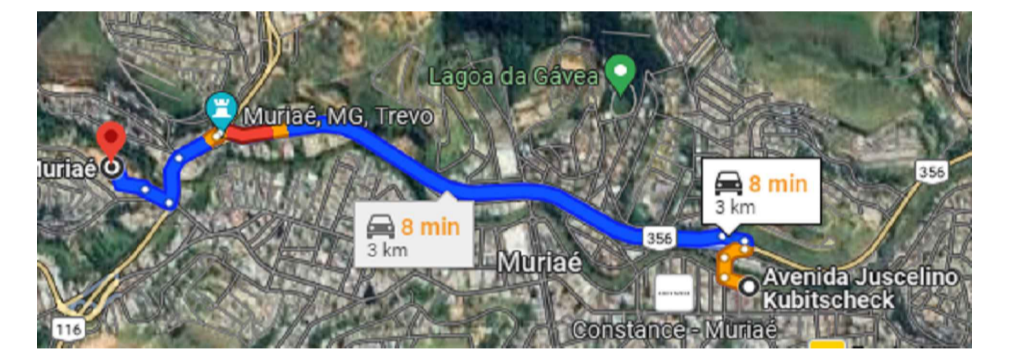 Lagoa da Gávea
Muriaé, MG, Trevo
uriaé
356
8 min
3 km
8 min
3 km
356
Muriaé
Avenida Juscelino
Kubitscheck
116
Constance - Muriaé